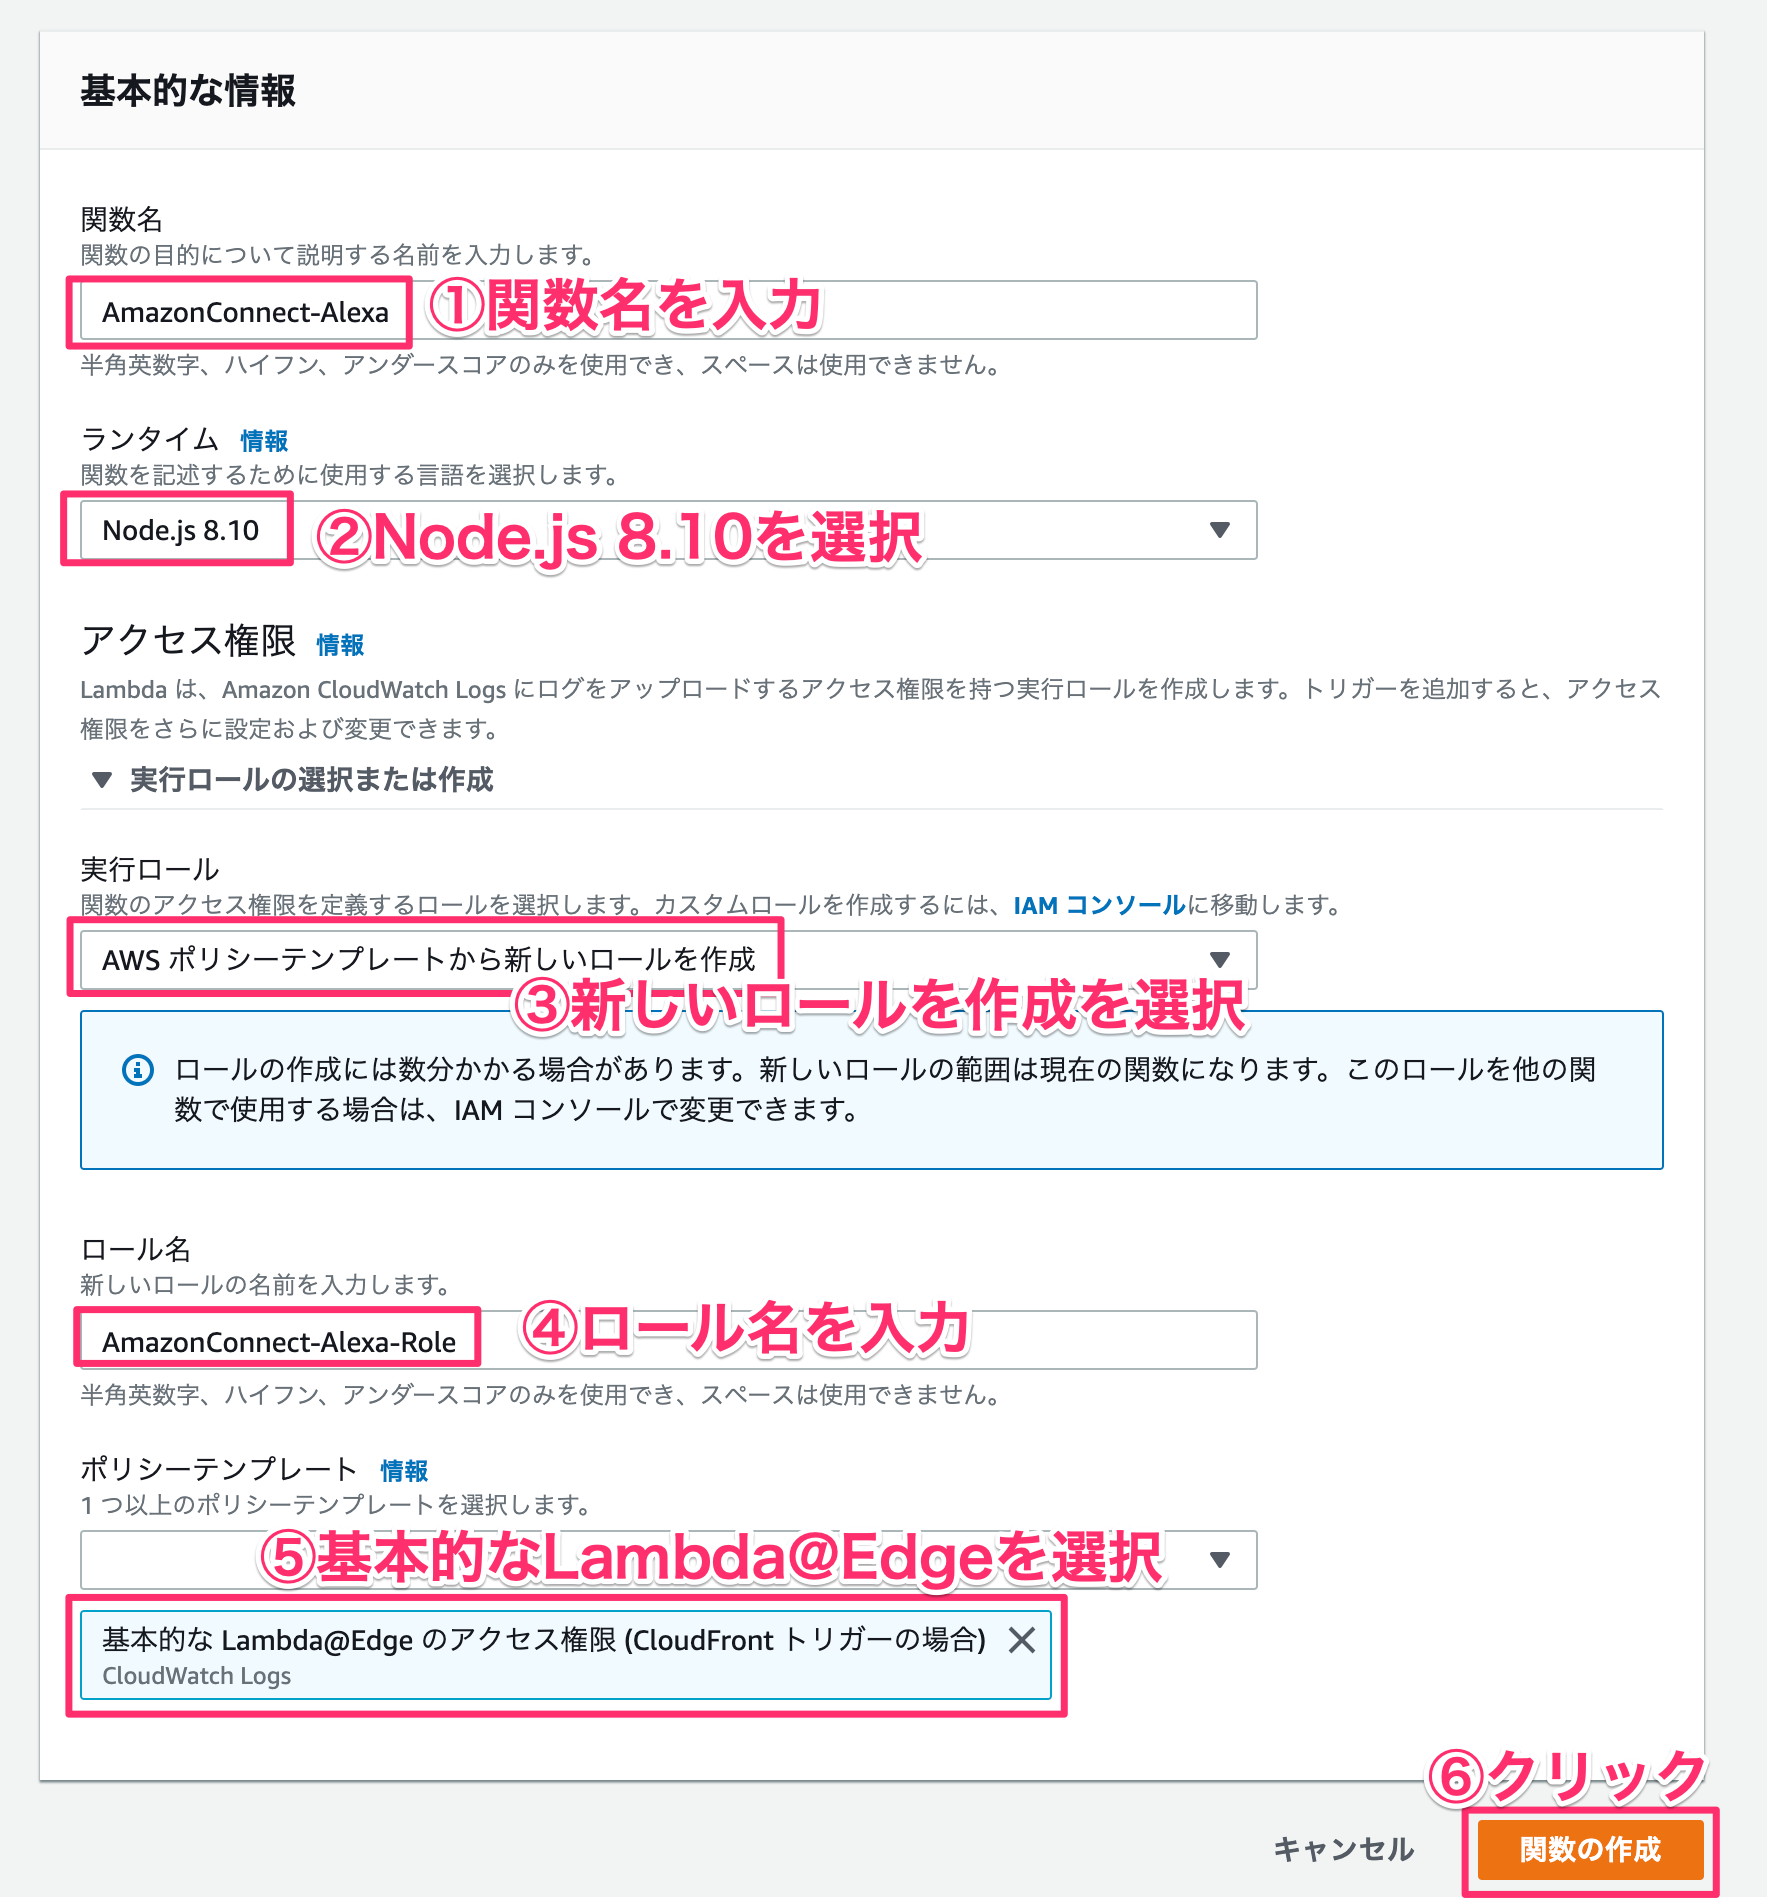 基本的な情報
関数名
関数の目的について説明する名前を入力します。
AmazonConnect-Alexa
①関数名を入力
半角英数字、ハイフン、アンダースコアのみを使用でき、スペースは使用できません。
ランタイム 情報
関数を記述するために使用する言語を選択します。
Node.js 8.10
②Node.js 8.10を選択
アクセス権限 情報
Lambda は、Amazon CloudWatch Logs にログをアップロードするアクセス権限を持つ実行ロールを作成します。トリガーを追加すると、アクセス
権限をさらに設定および変更できます。
▼ 実行ロールの選択または作成
実行ロール
関数のアクセス権限を定義するロールを選択します。カスタムロールを作成するには、IAM コンソールに移動します。
AWS ポリシーテンプレートから新しいロールを作成
③新しいロールを作成を選択
ロールの作成には数分かかる場合があります。新しいロールの範囲は現在の関数になります。このロールを他の関
数で使用する場合は、IAM コンソールで変更できます。
ロール名
新しいロールの名前を入力します。
AmazonConnect-Alexa-Role
④ロール名を入力
半角英数字、ハイフン、アンダースコアのみを使用でき、スペースは使用できません。
ポリシーテンプレート 情報
1 つ以上のポリシーテンプレートを選択します。
⑤基本的なLambda@Edgeを選択
基本的な Lambda@Edge のアクセス権限 (CloudFront トリガーの場合)
CloudWatch Logs
⑥クリック
キャンセル
関数の作成